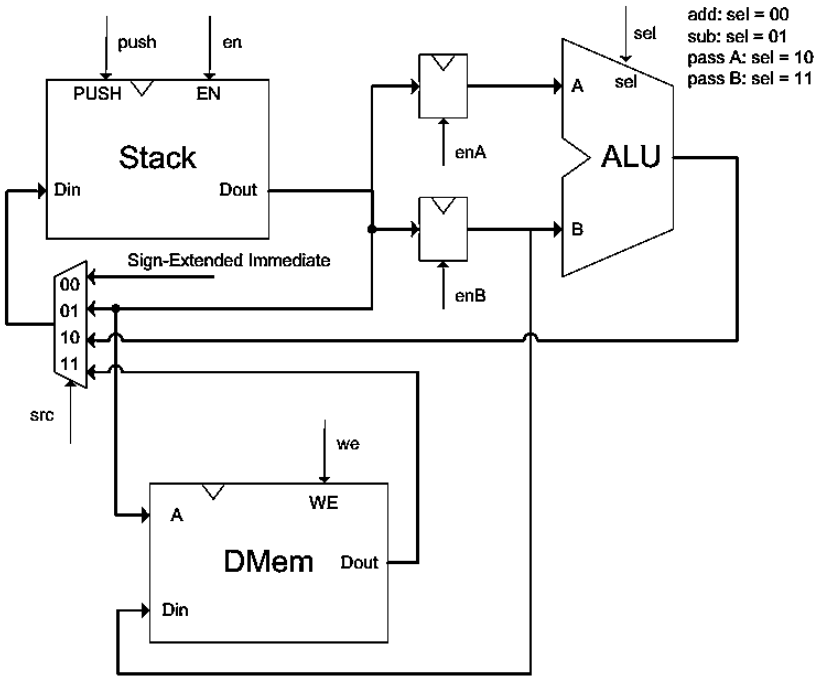 push
en
sel
add: sel = 00
sub: sel = 01
pass A: sel = 10
pass B: sel = 11
PUSH
EN
Stack
Din
Dout
enA
enB
A
sel
ALU
B
Sign-Extended Immediate
00
01
10
11
src
we
A
WE
DMem
Dout
Din